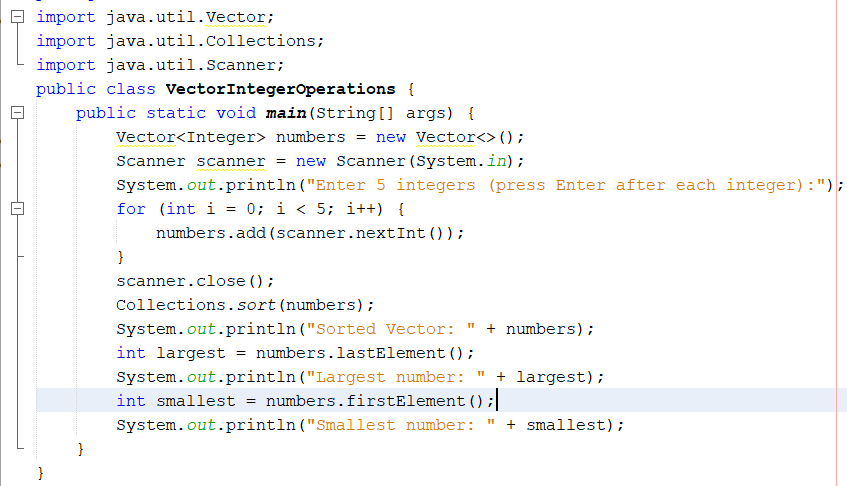 import java.util.Vector;
import java.util.Collections;
import java.util.Scanner;
public class VectorIntegerOperations {
    public static void main(String[] args) {
        Vector<Integer> numbers = new Vector<>();
        Scanner scanner = new Scanner(System.in);
        System.out.println("Enter 5 integers (press Enter after each integer):");
        for (int i = 0; i < 5; i++) {
            numbers.add(scanner.nextInt());
        }
        scanner.close();
        Collections.sort(numbers);
        System.out.println("Sorted Vector: " + numbers);
        int largest = numbers.lastElement();
        System.out.println("Largest number: " + largest);
        int smallest = numbers.firstElement();
        System.out.println("Smallest number: " + smallest);
    }
}